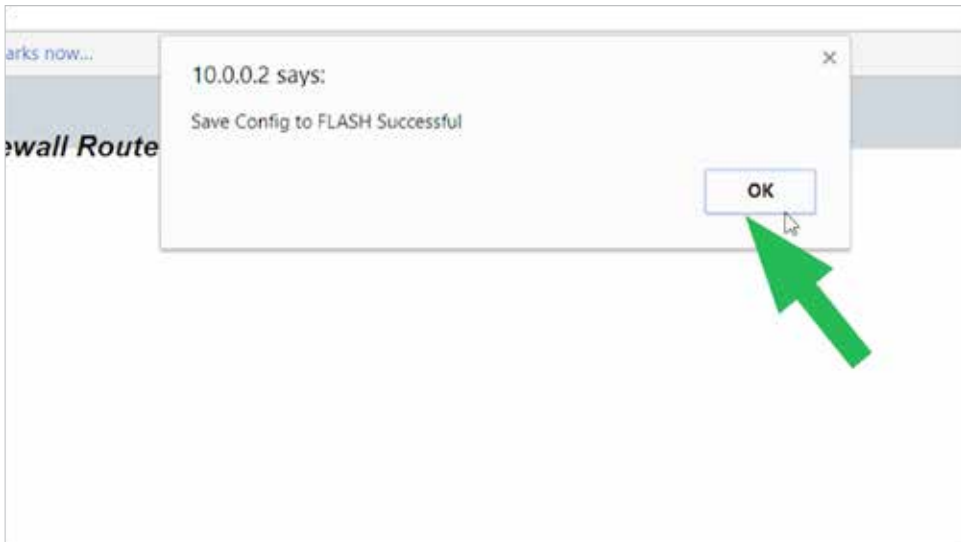 arks now...
10.0.0.2 says:
Save Config to FLASH Successful
ewall Route
OK